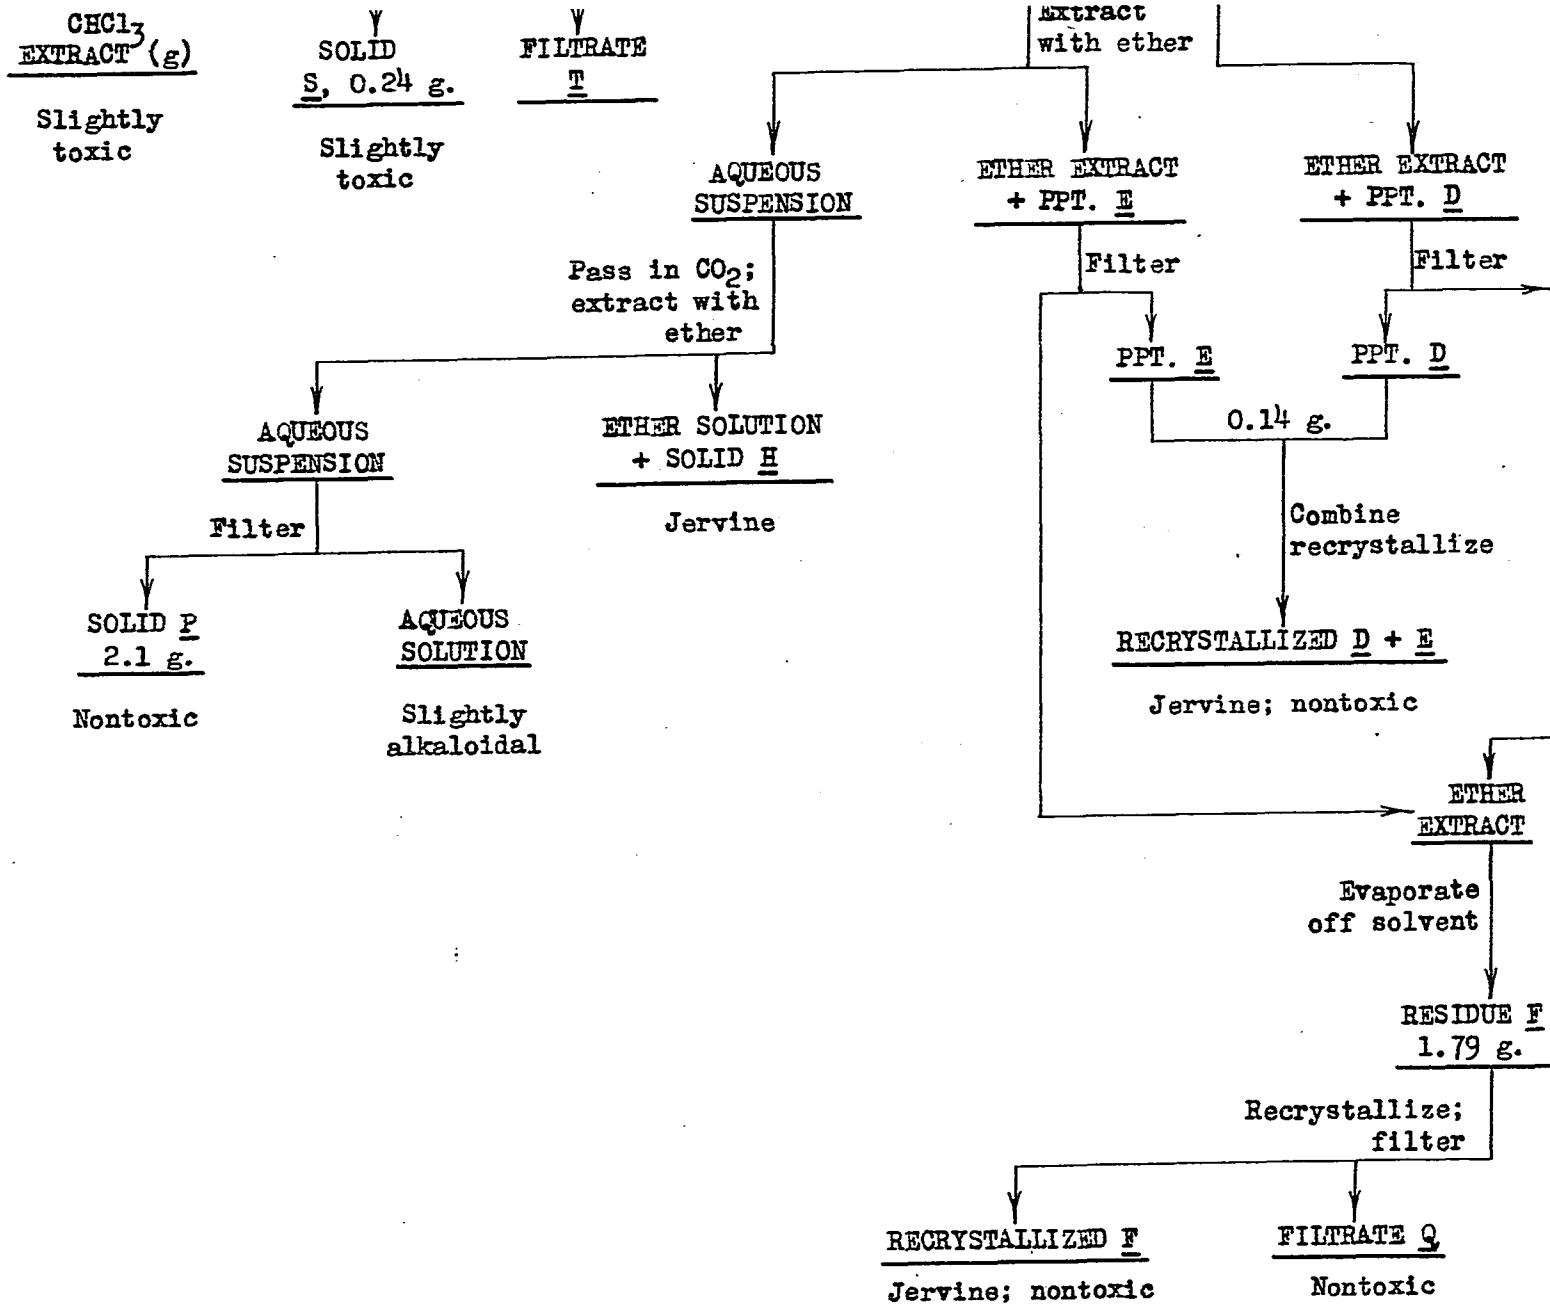 CHCl3
EXTRACT (g)
Slightly
toxic
SOLID
S, 0.24 g.
Slightly
toxic
FILTRATE
T
Extract
with ether
AQUEOUS
SUSPENSION
ETHER EXTRACT
+ PPT. E
ETHER EXTRACT
+ PPT. D
Pass in CO2;
extract with
ether
Filter
Filter
PPT. E
PPT. D
0.14 g.
AQUEOUS
SUSPENSION
ETHER SOLUTION
+ SOLID H
Jervine
Filter
Combine
recrystallize
SOLID P
2.1 g.
Nontoxic
AQUEOUS
SOLUTION
Slightly
alkaloidal
RECRYSTALLIZED D + E
Jervine; nontoxic
ETHER
EXTRACT
Evaporate
off solvent
RESIDUE F
1.79 g.
Recrystallize;
filter
RECRYSTALLIZED F
Jervine; nontoxic
FILTRATE Q
Nontoxic